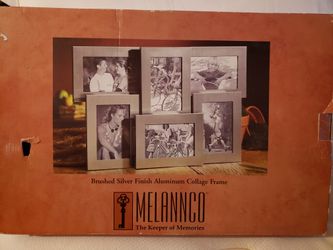 Brushed Silver Finish Aluminum Collage Frame
MELANNCO
The Keeper of Memories